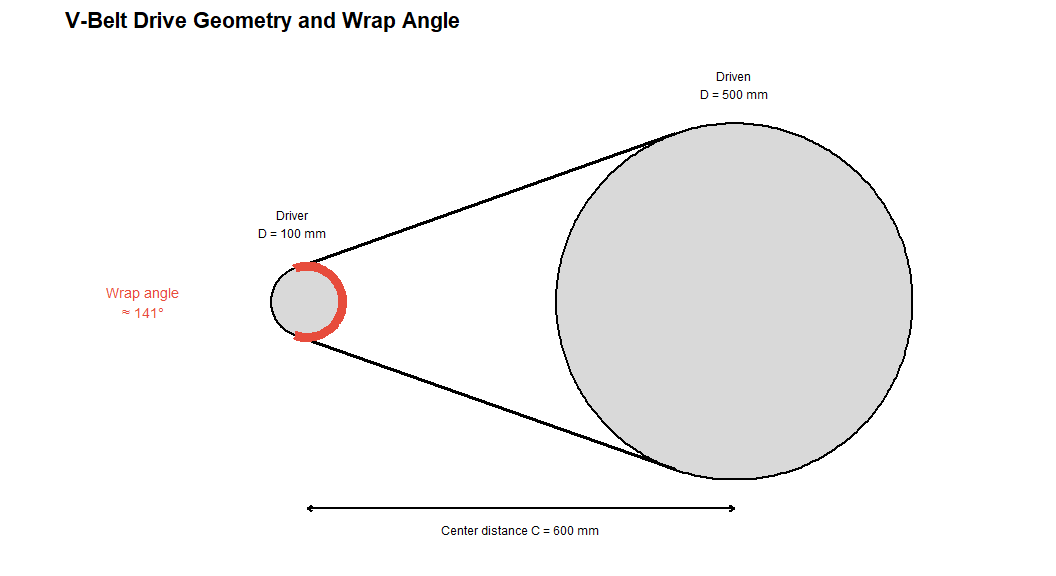 V-Belt Drive Geometry and Wrap Angle
Driven
D = 500 mm
Driver
D = 100 mm
Wrap angle
≈ 141°
Center distance C = 600 mm